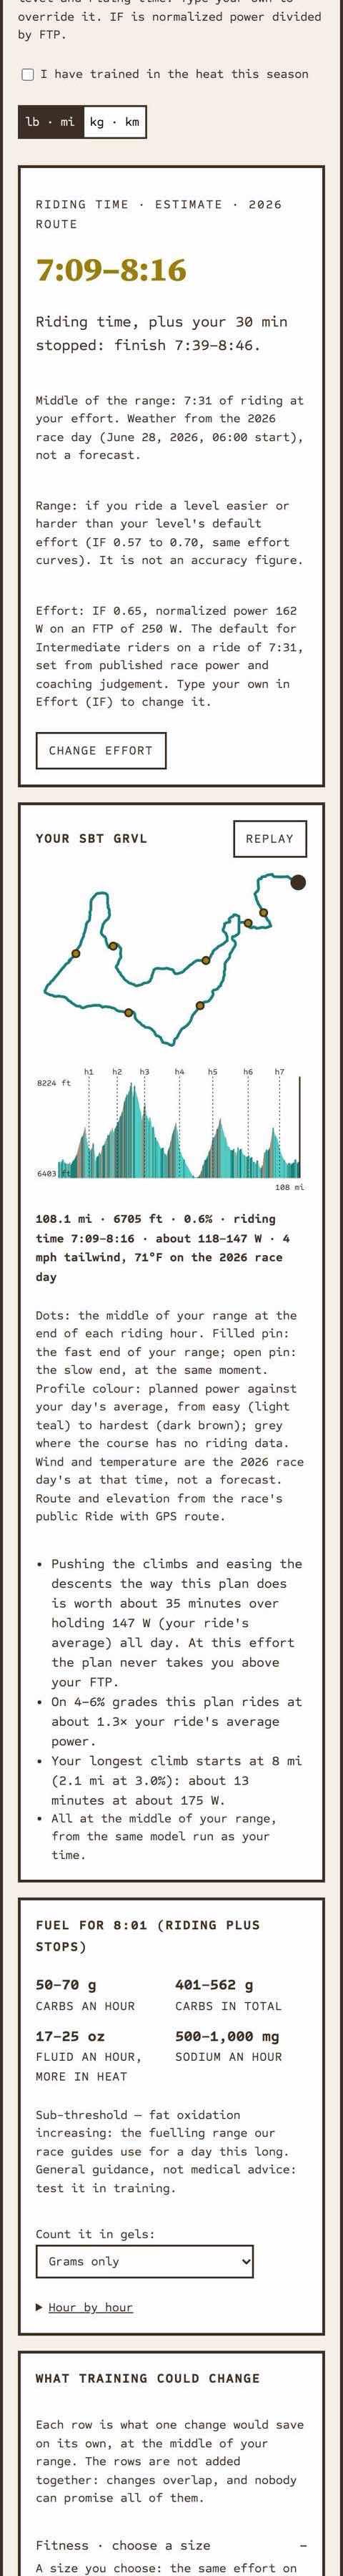 override it. IF is normalized power divided
by FTP.
I have trained in the heat this season
lb · mi kg · km
RIDING TIME · ESTIMATE · 2026
ROUTE
7:09–8:16
Riding time, plus your 30 min
stopped: finish 7:39–8:46.
Middle of the range: 7:31 of riding at
your effort. Weather from the 2026
race day (June 28, 2026, 06:00 start),
not a forecast.
Range: if you ride a level easier or
harder than your level's default
effort (IF 0.57 to 0.70, same effort
curves). It is not an accuracy figure.
Effort: IF 0.65, normalized power 162
W on an FTP of 250 W. The default for
Intermediate riders on a ride of 7:31,
set from published race power and
coaching judgement. Type your own in
Effort (IF) to change it.
CHANGE EFFORT
YOUR SBT GRVL
REPLAY
h1 h2 h3 h4 h5 h6 h7
8224 ft
6403 ft
108 mi
108.1 mi · 6705 ft · 0.6% · riding
time 7:09–8:16 · about 118–147 W · 4
mph tailwind, 71°F on the 2026 race
day
Dots: the middle of your range at the
end of each riding hour. Filled pin:
the fast end of your range; open pin:
the slow end, at the same moment.
Profile colour: planned power against
your day's average, from easy (light
teal) to hardest (dark brown); grey
where the course has no riding data.
Wind and temperature are the 2026 race
day's at that time, not a forecast.
Route and elevation from the race's
public Ride with GPS route.
• Pushing the climbs and easing the
descents the way this plan does
is worth about 35 minutes over
holding 147 W (your ride's
average) all day. At this effort
the plan never takes you above
your FTP.
• On 4–6% grades this plan rides at
about 1.3× your ride's average
power.
• Your longest climb starts at 8 mi
(2.1 mi at 3.0%): about 13
minutes at about 175 W.
• All at the middle of your range,
from the same model run as your
time.
FUEL FOR 8:01 (RIDING PLUS
STOPS)
50–70 g 401–562 g
CARBS AN HOUR CARBS IN TOTAL
17–25 oz 500–1,000 mg
FLUID AN HOUR, SODIUM AN HOUR
MORE IN HEAT
Sub-threshold — fat oxidation
increasing: the fuelling range our
race guides use for a day this long.
General guidance, not medical advice:
test it in training.
Count it in gels:
Grams only
Hour by hour
WHAT TRAINING COULD CHANGE
Each row is what one change would save
on its own, at the middle of your
range. The rows are not added
together: changes overlap, and nobody
can promise all of them.
Fitness · choose a size –
A size you choose: the same effort on